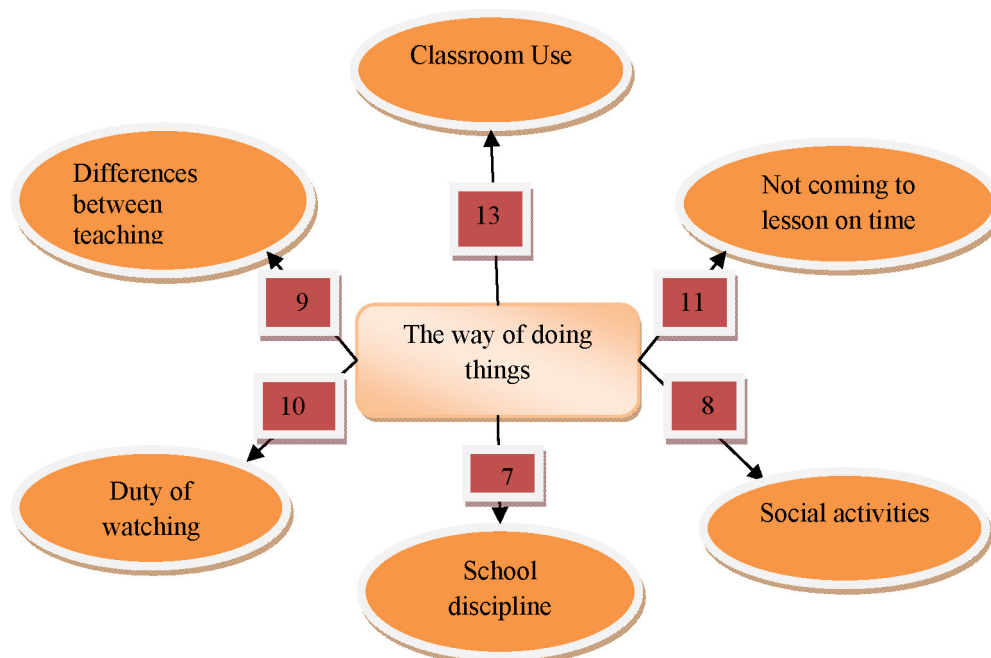 Classroom Use
Differences
between
teaching
Not coming to
lesson on time
13
9
11
The way of doing
things
10
8
7
Duty of
watching
Social activities
School
discipline